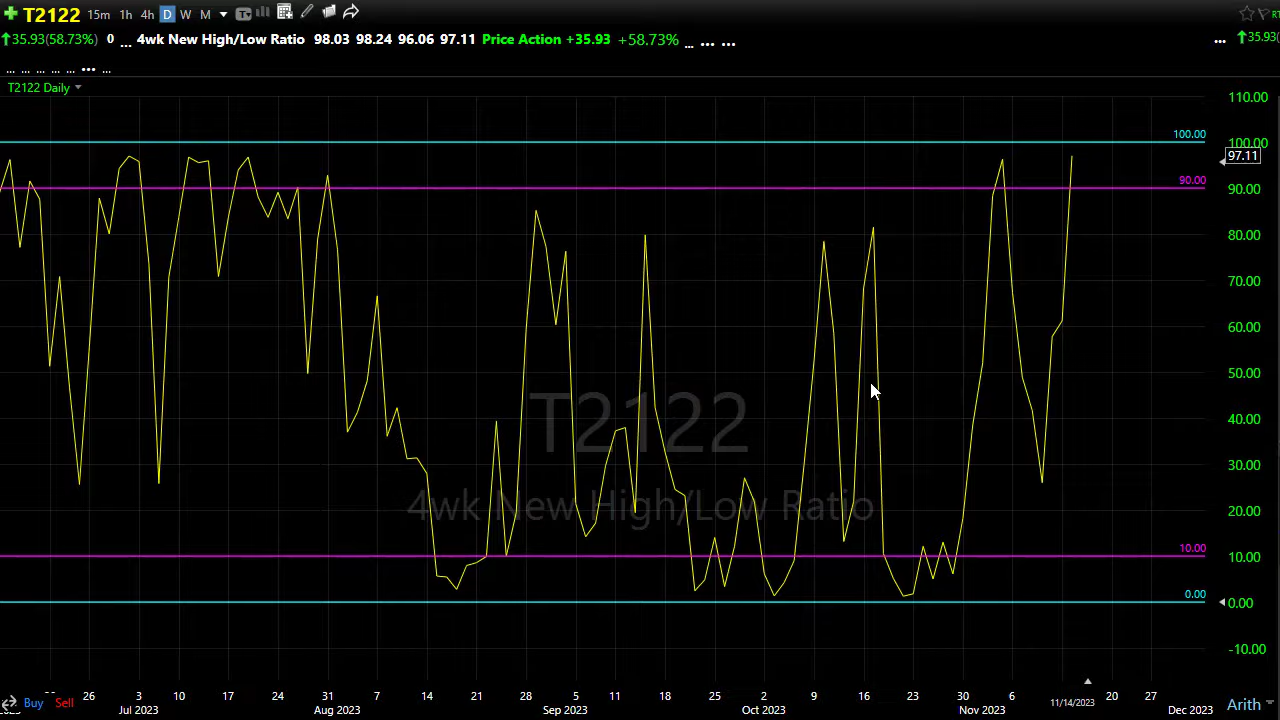 T2122 15m 1h 4h D W M T
35.93(58.73%) 0 ... 4wk New High/Low Ratio 98.03 98.24 96.06 97.11 Price Action +35.93 +58.73% ... ... ... ... 35.93(
... ... ... ... ... ... ...
T2122 Daily
110.00
100.00 100.00
97.11
90.00 90.00
80.00
70.00
60.00
50.00
40.00
T2122
30.00
4wk New High/Low Ratio 20.00
10.00 10.00
0.00 0.00
-10.00
26 3 10 17 24 31 7 14 21 28 5 11 18 25 2 9 16 23 30 6 11/14/2023 20 27
Buy Sell Jul 2023 Aug 2023 Sep 2023 Oct 2023 Nov 2023 Dec 2023 Arith